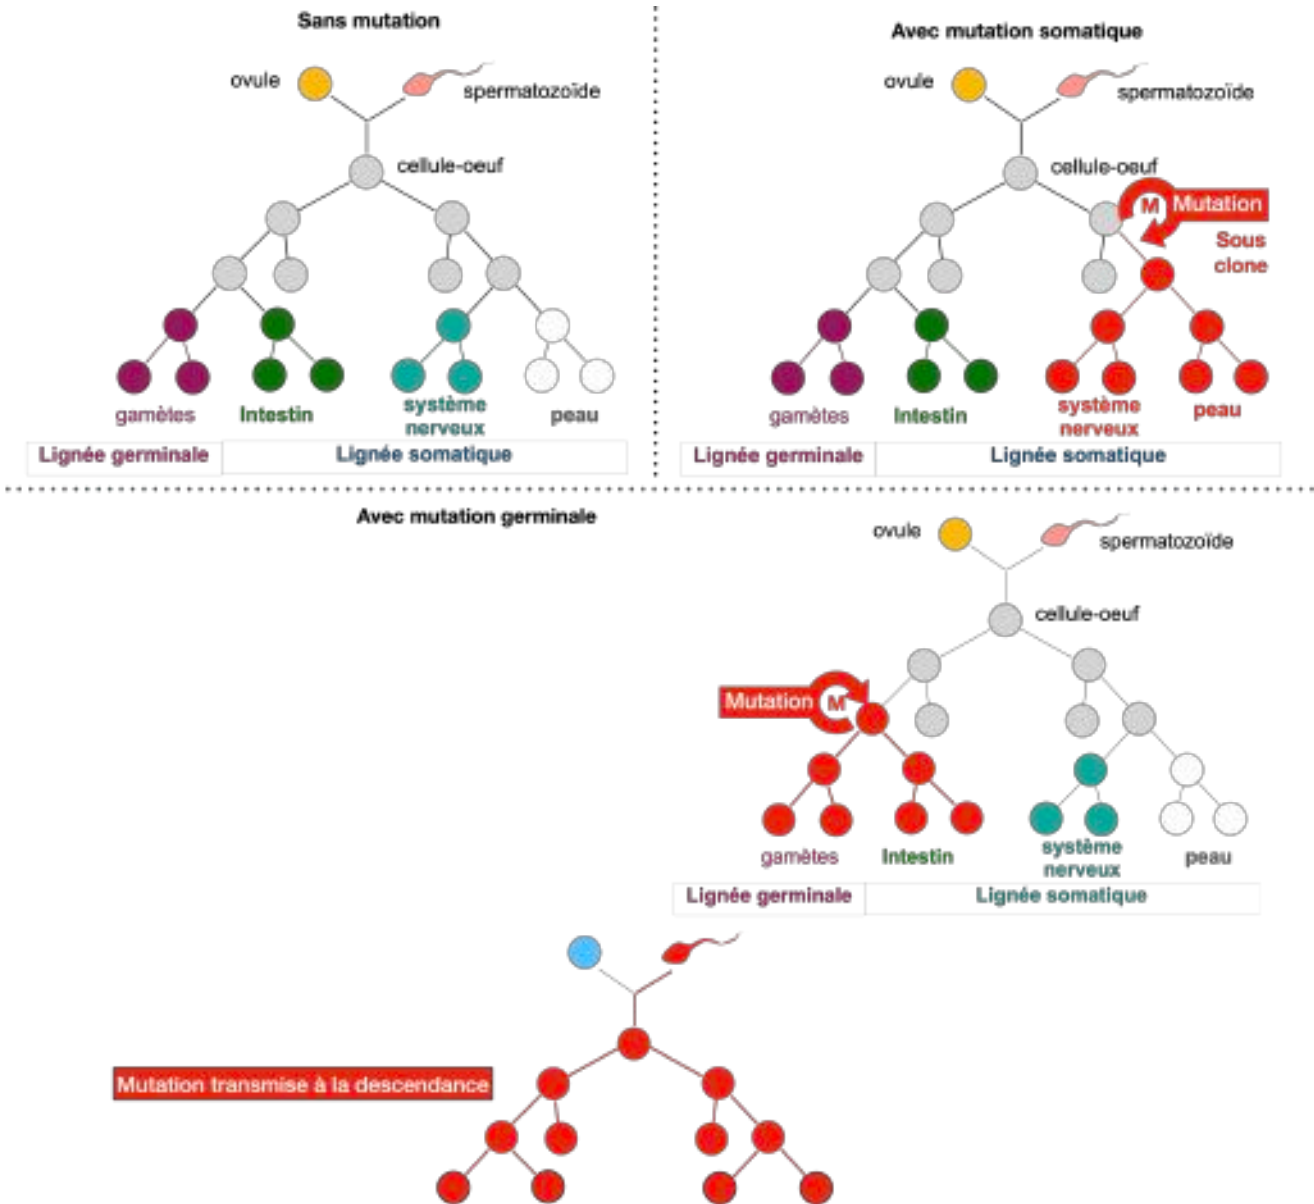 Sans mutation
ovule
spermatozoïde
cellule-oeuf
gamètes
Intestin
système
nerveux
peau
Lignée germinale
Lignée somatique
Avec mutation somatique
ovule
spermatozoïde
cellule-oeuf
M
Mutation
Sous
clone
gamètes
Intestin
système
nerveux
peau
Lignée germinale
Lignée somatique
Avec mutation germinale
ovule
spermatozoïde
cellule-oeuf
Mutation
M
gamètes
Intestin
système
nerveux
peau
Lignée germinale
Lignée somatique
Mutation transmise à la descendance